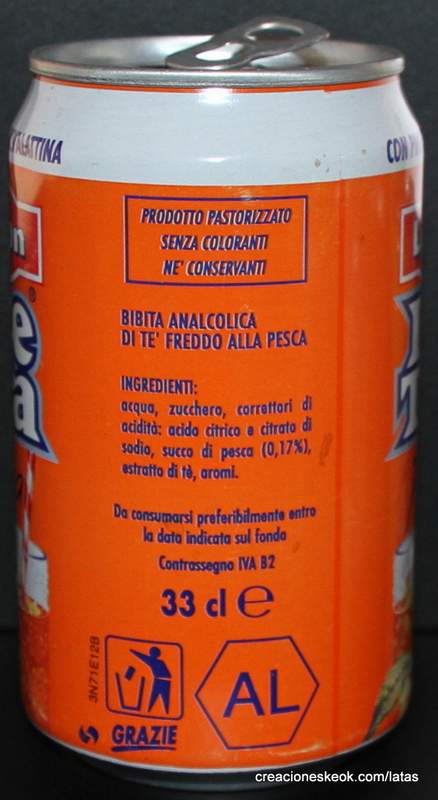 CON
PRODOTTO PASTORIZZATO
SENZA COLORANTI
NE' CONSERVANTI
BIBITA ANALCOLICA
DI TE' FREDDO ALLA PESCA
INGREDIENTI:
acqua, zucchero, correttori di
acidità: acido citrico e citrato di
sodio, succo di pesca (0,17%),
estratto di tè, aromi.
Da consumarsi preferibilmente entro
la data indicata sul fondo
Contrassegno IVA B2
33 cl e
3N71E12B
AL
GRAZIE
creacioneskeok.com/latas